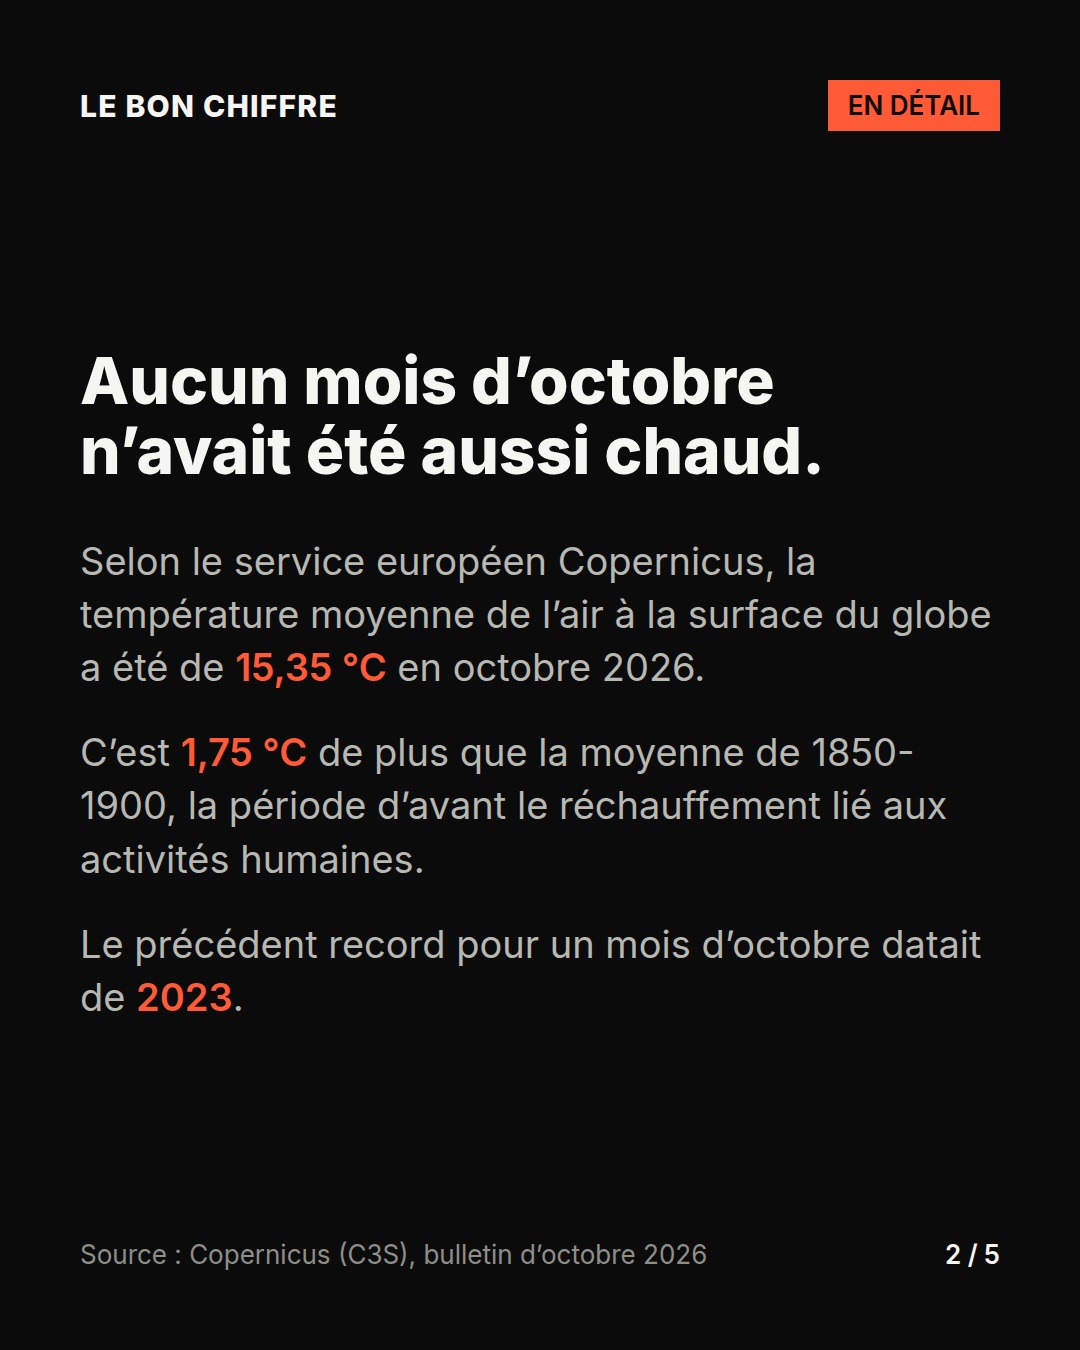 LE BON CHIFFRE
EN DÉTAIL
Aucun mois d’octobre
n’avait été aussi chaud.
Selon le service européen Copernicus, la
température moyenne de l’air à la surface du globe
a été de 15,35 °C en octobre 2026.
C’est 1,75 °C de plus que la moyenne de 1850-
1900, la période d’avant le réchauffement lié aux
activités humaines.
Le précédent record pour un mois d’octobre datait
de 2023.
Source : Copernicus (C3S), bulletin d’octobre 2026
2 / 5